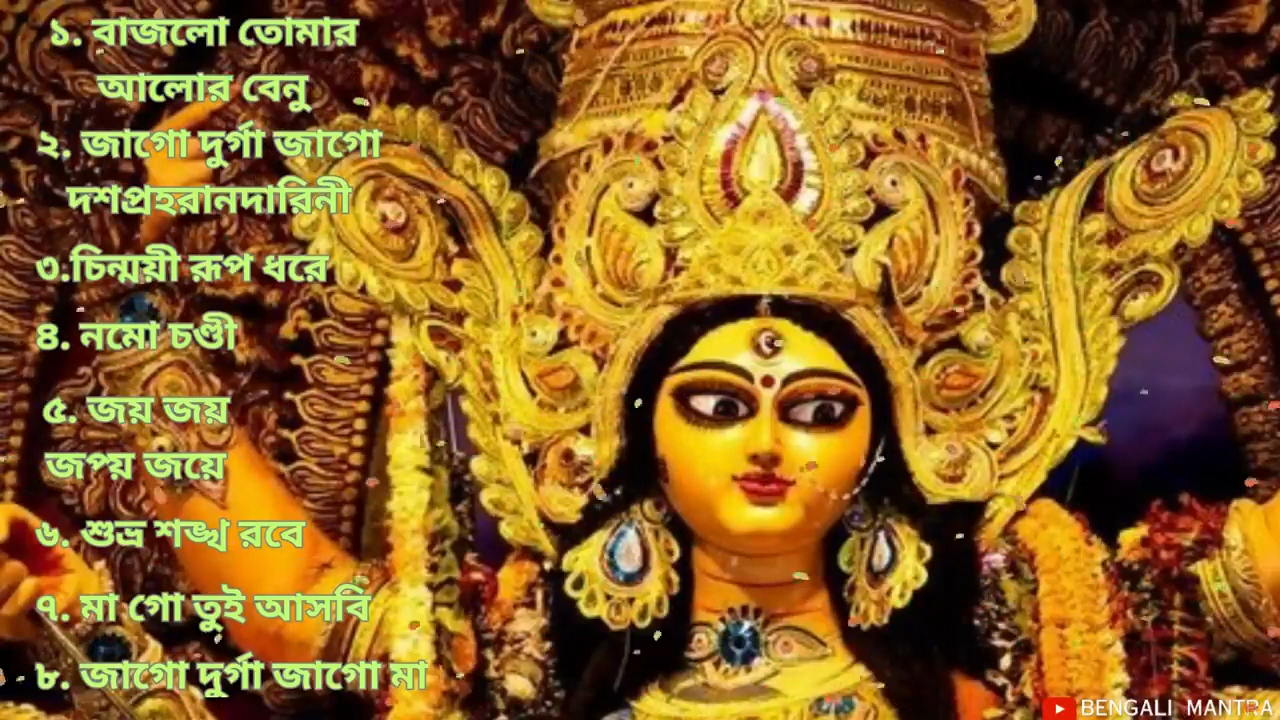 ১. বাজলো তোমার
আলোর বেনু
২. জাগো দুর্গা জাগো
দশপ্রহরানদারিনী
৩.চিন্ময়ী রূপ ধরে
৪. নমো চণ্ডী
৫. জয় জয়
জপ্য় জয়ে
৬. শুভ্র শঙ্খ রবে
৭. মা গো তুই আসবি
৮. জাগো দুর্গা জাগো মা
BENGALI MANTRA